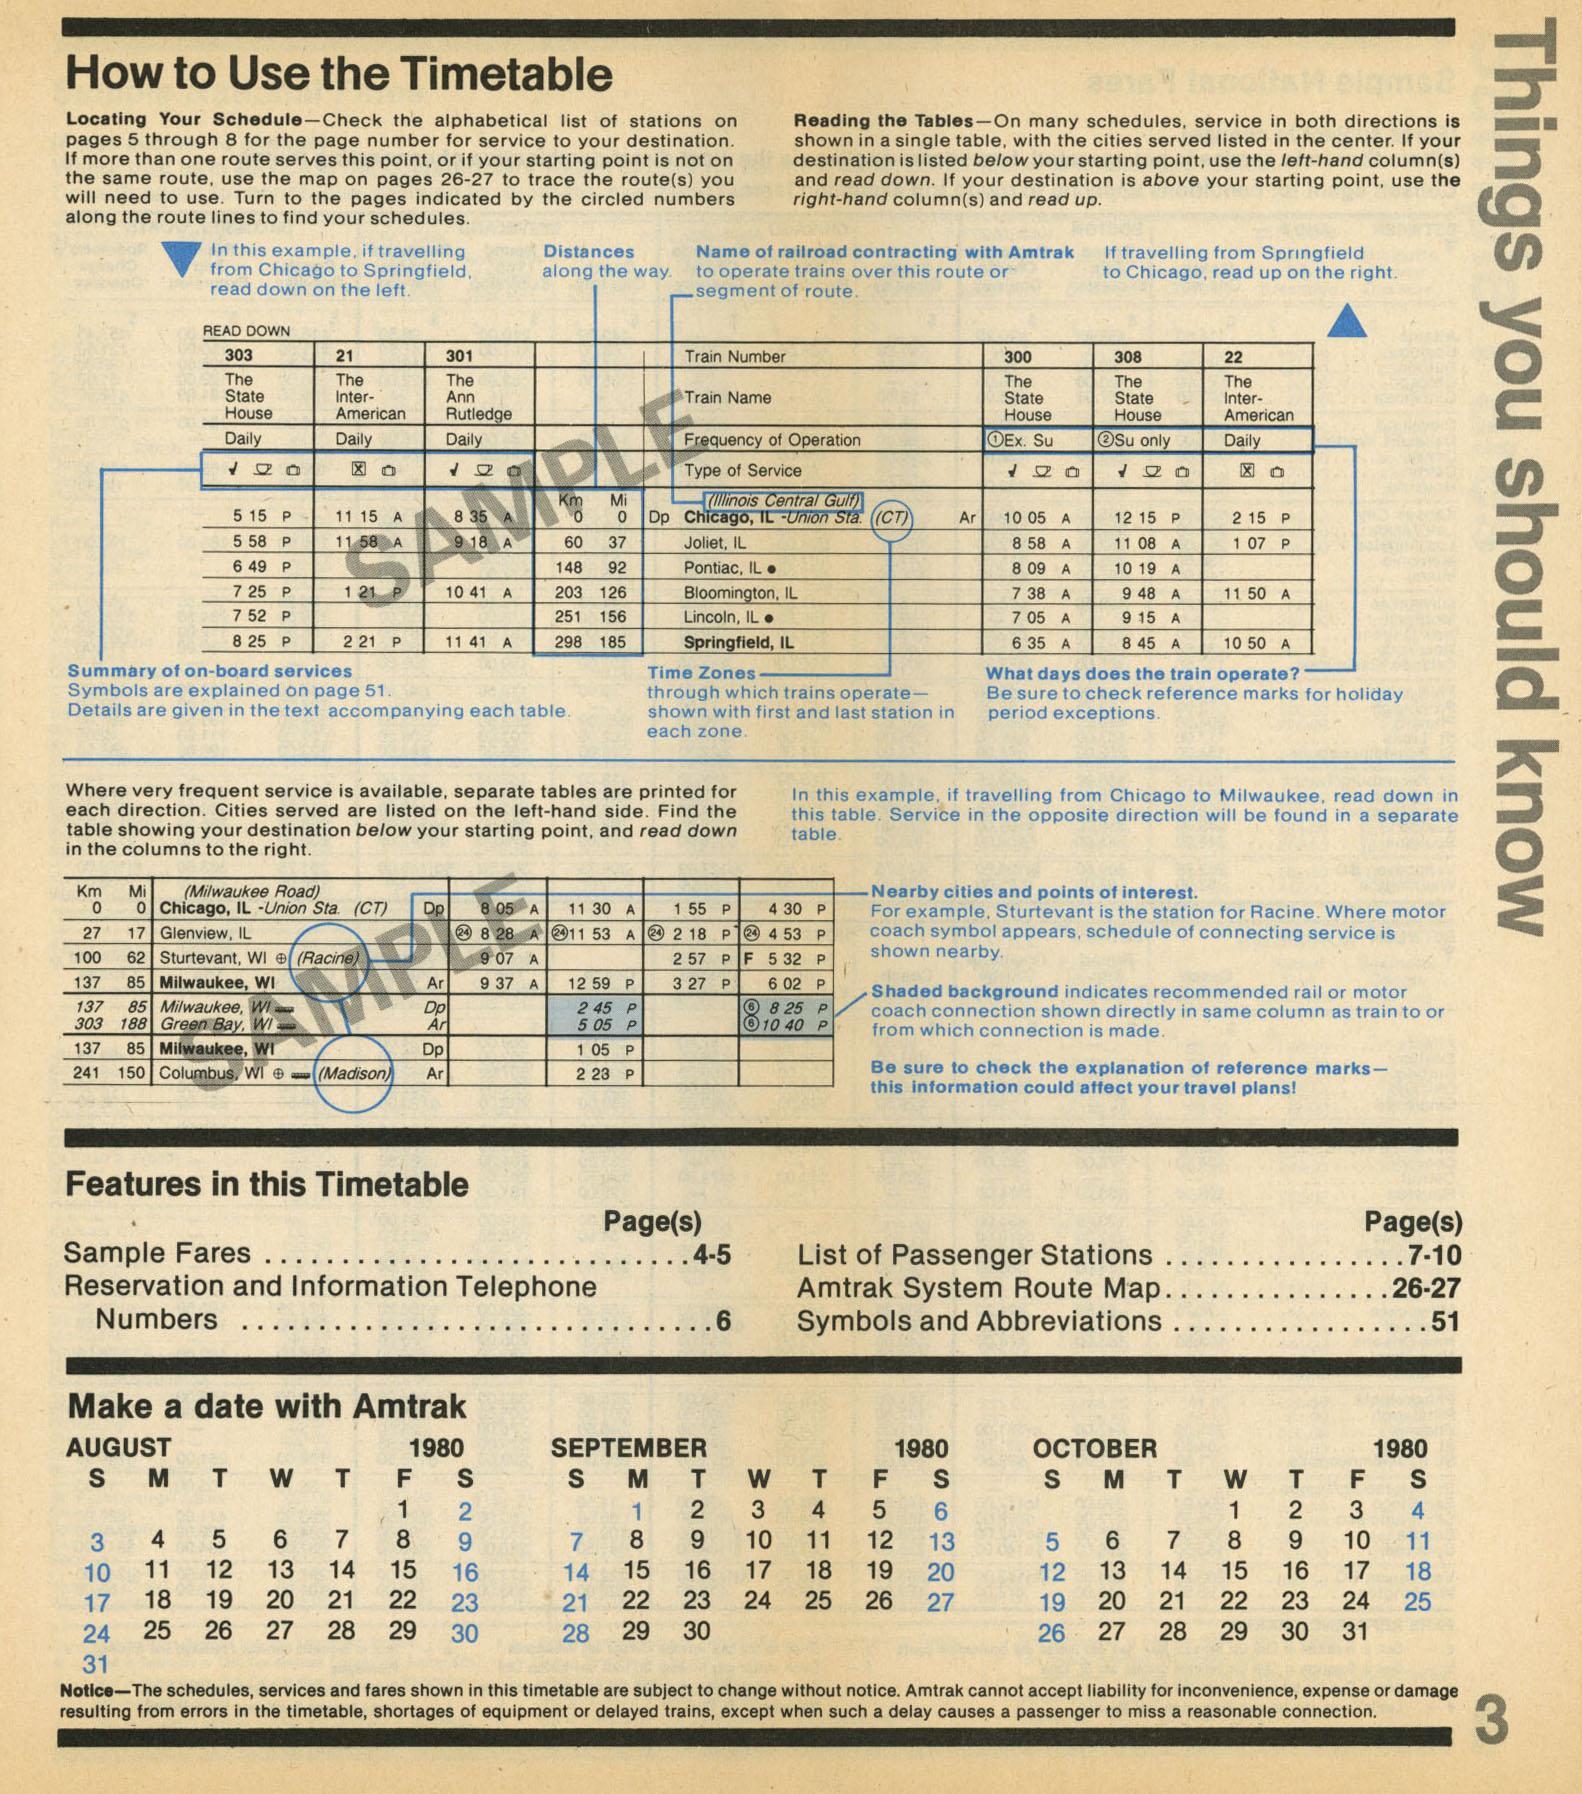 Things you should know
How to Use the Timetable
Locating Your Schedule—Check the alphabetical list of stations on
pages 5 through 8 for the page number for service to your destination.
If more than one route serves this point, or if your starting point is not on
the same route, use the map on pages 26-27 to trace the route(s) you
will need to use. Turn to the pages indicated by the circled numbers
along the route lines to find your schedules.
Reading the Tables—On many schedules, service in both directions is
shown in a single table, with the cities served listed in the center. If your
destination is listed below your starting point, use the left-hand column(s)
and read down. If your destination is above your starting point, use the
right-hand column(s) and read up.
In this example, if travelling
from Chicago to Springfield,
read down on the left.
Distances
along the way.
Name of railroad contracting with Amtrak
to operate trains over this route or
segment of route.
If travelling from Springfield
to Chicago, read up on the right.
READ DOWN
303 21 301 Train Number 300 308 22
The The The The The The
State Inter- Ann Train Name State State Inter-
House American Rutledge House House American
Daily Daily Daily Frequency of Operation ①Ex. Su ②Su only Daily
Type of Service
Km Mi (Illinois Central Gulf)
5 15 P 11 15 A 8 35 A 0 0 Dp Chicago, IL -Union Sta. (CT) Ar 10 05 A 12 15 P 2 15 P
5 58 P 11 58 A 9 18 A 60 37 Joliet, IL 8 58 A 11 08 A 1 07 P
6 49 P 148 92 Pontiac, IL ● 8 09 A 10 19 A
7 25 P 1 21 P 10 41 A 203 126 Bloomington, IL 7 38 A 9 48 A 11 50 A
7 52 P 251 156 Lincoln, IL ● 7 05 A 9 15 A
8 25 P 2 21 P 11 41 A 298 185 Springfield, IL 6 35 A 8 45 A 10 50 A
SAMPLE
Summary of on-board services
Symbols are explained on page 51.
Details are given in the text accompanying each table.
Time Zones
through which trains operate—
shown with first and last station in
each zone.
What days does the train operate?
Be sure to check reference marks for holiday
period exceptions.
Where very frequent service is available, separate tables are printed for
each direction. Cities served are listed on the left-hand side. Find the
table showing your destination below your starting point, and read down
in the columns to the right.
In this example, if travelling from Chicago to Milwaukee, read down in
this table. Service in the opposite direction will be found in a separate
table.
Km Mi (Milwaukee Road)
0 0 Chicago, IL -Union Sta. (CT) Dp 8 05 A 11 30 A 1 55 P 4 30 P
27 17 Glenview, IL ㉔ 8 28 A ㉔11 53 A ㉔ 2 18 P ㉔ 4 53 P
100 62 Sturtevant, WI ⊕ (Racine) 9 07 A 2 57 P F 5 32 P
137 85 Milwaukee, WI Ar 9 37 A 12 59 P 3 27 P 6 02 P
137 85 Milwaukee, WI Dp 2 45 P ⑥ 8 25 P
303 188 Green Bay, WI Ar 5 05 P ⑥10 40 P
137 85 Milwaukee, WI Dp 1 05 P
241 150 Columbus, WI ⊕ (Madison) Ar 2 23 P
SAMPLE
Nearby cities and points of interest.
For example, Sturtevant is the station for Racine. Where motor
coach symbol appears, schedule of connecting service is
shown nearby.
Shaded background indicates recommended rail or motor
coach connection shown directly in same column as train to or
from which connection is made.
Be sure to check the explanation of reference marks—
this information could affect your travel plans!
Features in this Timetable
Page(s)
Sample Fares ............................4-5
Reservation and Information Telephone
Numbers ...............................6
Page(s)
List of Passenger Stations ................7-10
Amtrak System Route Map...............26-27
Symbols and Abbreviations .................51
Make a date with Amtrak
AUGUST 1980
S M T W T F S
1 2
3 4 5 6 7 8 9
10 11 12 13 14 15 16
17 18 19 20 21 22 23
24 25 26 27 28 29 30
31
SEPTEMBER 1980
S M T W T F S
1 2 3 4 5 6
7 8 9 10 11 12 13
14 15 16 17 18 19 20
21 22 23 24 25 26 27
28 29 30
OCTOBER 1980
S M T W T F S
1 2 3 4
5 6 7 8 9 10 11
12 13 14 15 16 17 18
19 20 21 22 23 24 25
26 27 28 29 30 31
Notice—The schedules, services and fares shown in this timetable are subject to change without notice. Amtrak cannot accept liability for inconvenience, expense or damage
resulting from errors in the timetable, shortages of equipment or delayed trains, except when such a delay causes a passenger to miss a reasonable connection.
3